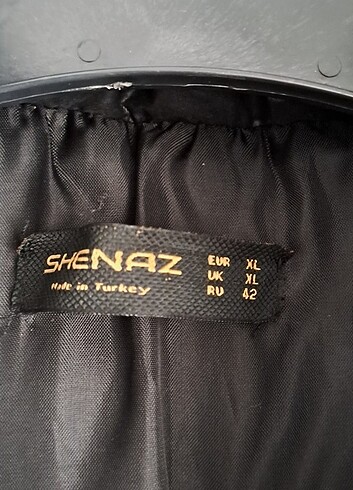 SHENAZ
Made in Turkey
EUR XL
UK XL
RU 42